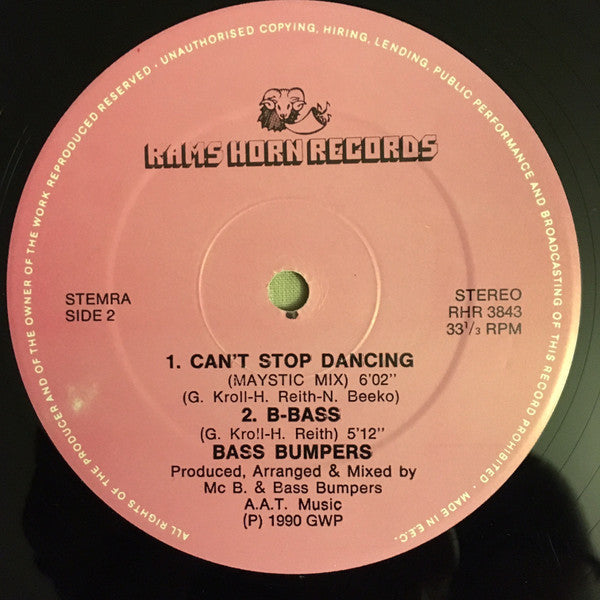 ALL RIGHTS OF THE PRODUCER AND OF THE OWNER OF THE WORK REPRODUCED RESERVED · UNAUTHORISED COPYING, HIRING, LENDING, PUBLIC PERFORMANCE AND BROADCASTING OF THIS RECORD PROHIBITED · MADE IN E.E.C.
RAMS HORN RECORDS
STEMRA
SIDE 2
STEREO
RHR 3843
33 1/3 RPM
1. CAN'T STOP DANCING
(MAYSTIC MIX) 6'02"
(G. Kroll-H. Reith-N. Beeko)
2. B-BASS
(G. Kroll-H. Reith) 5'12"
BASS BUMPERS
Produced, Arranged & Mixed by
Mc B. & Bass Bumpers
A.A.T. Music
(P) 1990 GWP